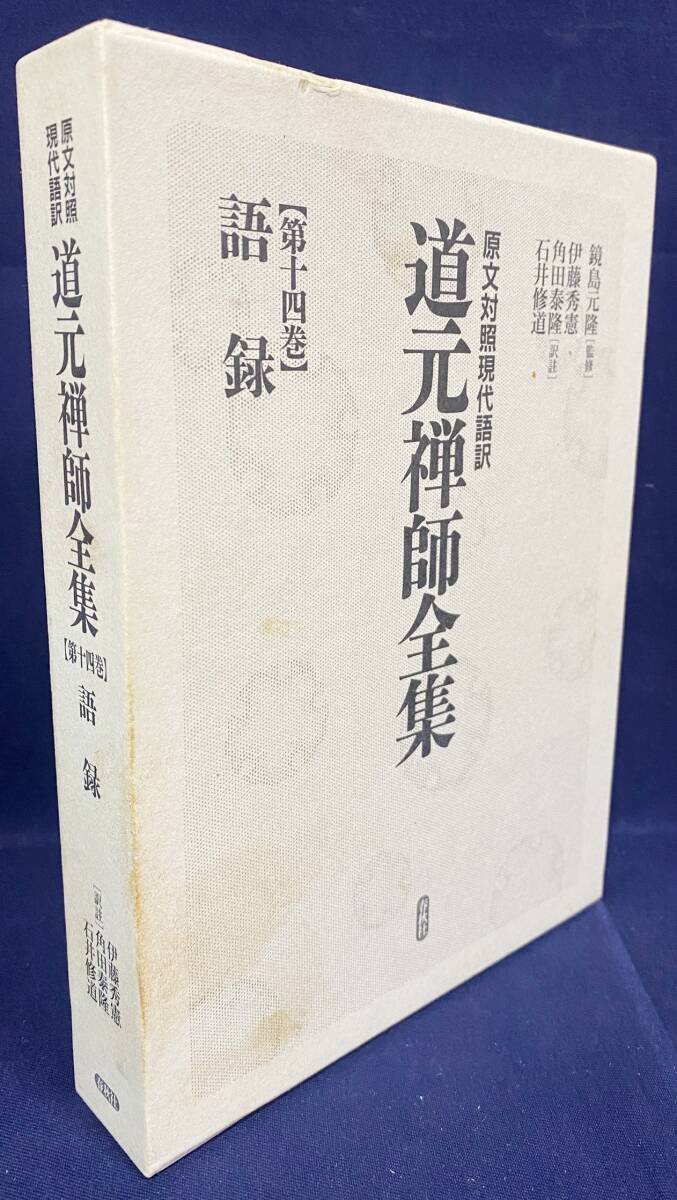 鏡島元隆[監修]
伊藤秀憲
角田泰隆[訳註]
石井修道
原文対照現代語訳
道元禅師全集
【第十四巻】
語録
春秋社
原文対照
現代語訳
道元禅師全集
【第十四巻】
語録
伊藤秀憲
[訳註]角田泰隆
石井修道
春秋社